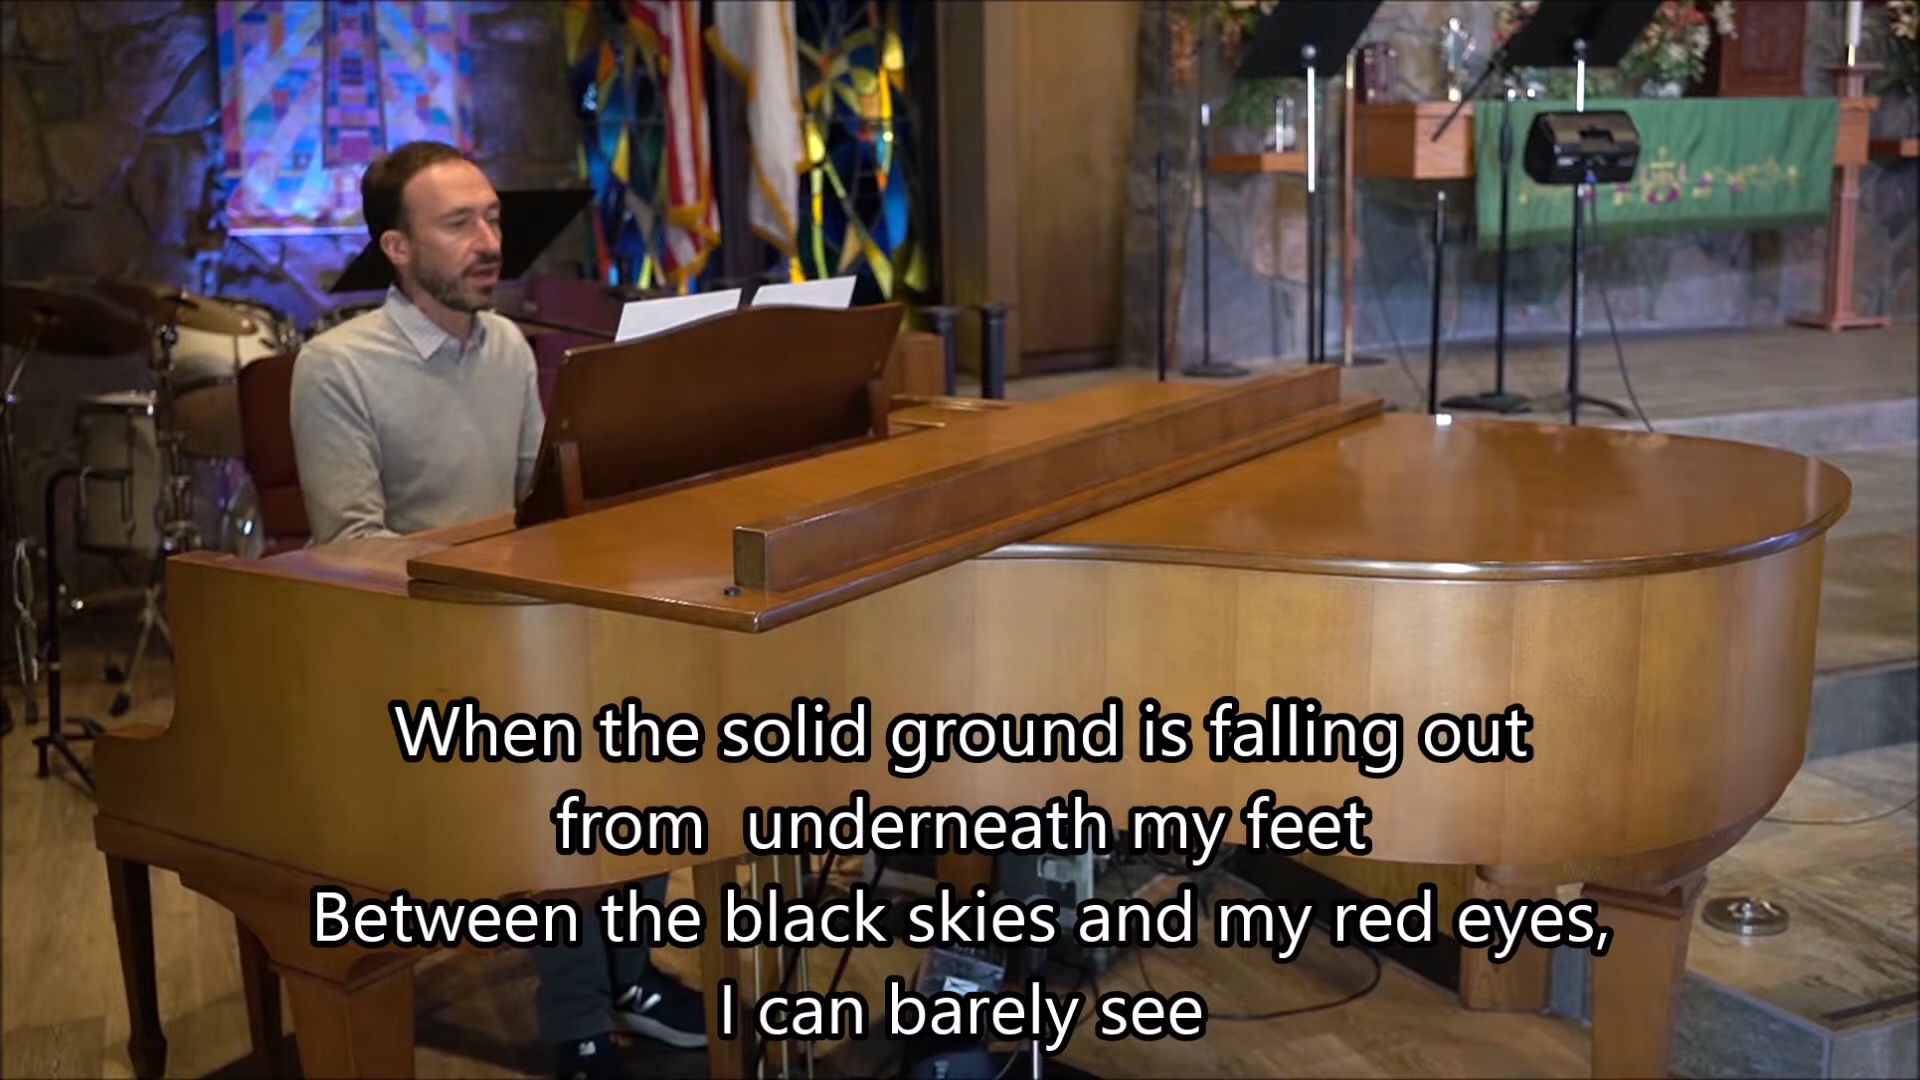 When the solid ground is falling out
from  underneath my feet
Between the black skies and my red eyes,
I can barely see